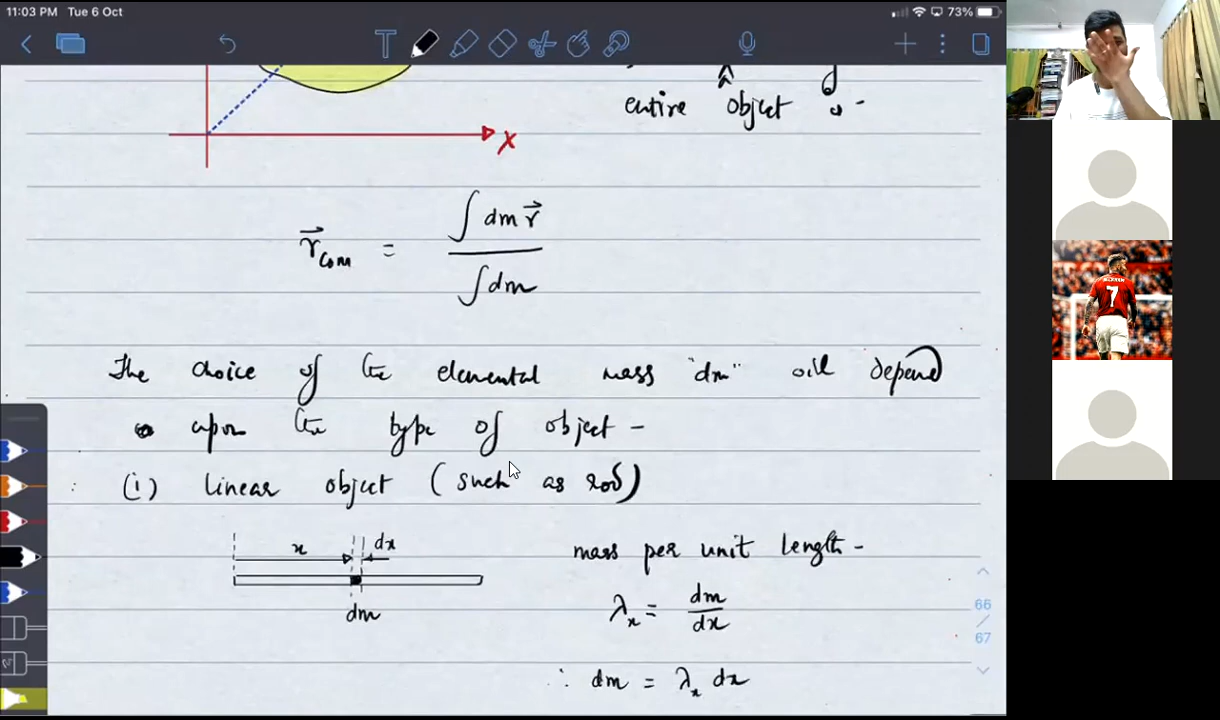 11:03 PM Tue 6 Oct 73%
T
entire object
X
r⃗com = ∫ dm r⃗ / ∫ dm
The choice of the elemental mass "dm" will depend
upon the type of object -
(i) linear object (such as rod)
x dx
dm
mass per unit length -
λx = dm / dx
∴ dm = λx dx
66 / 67
7